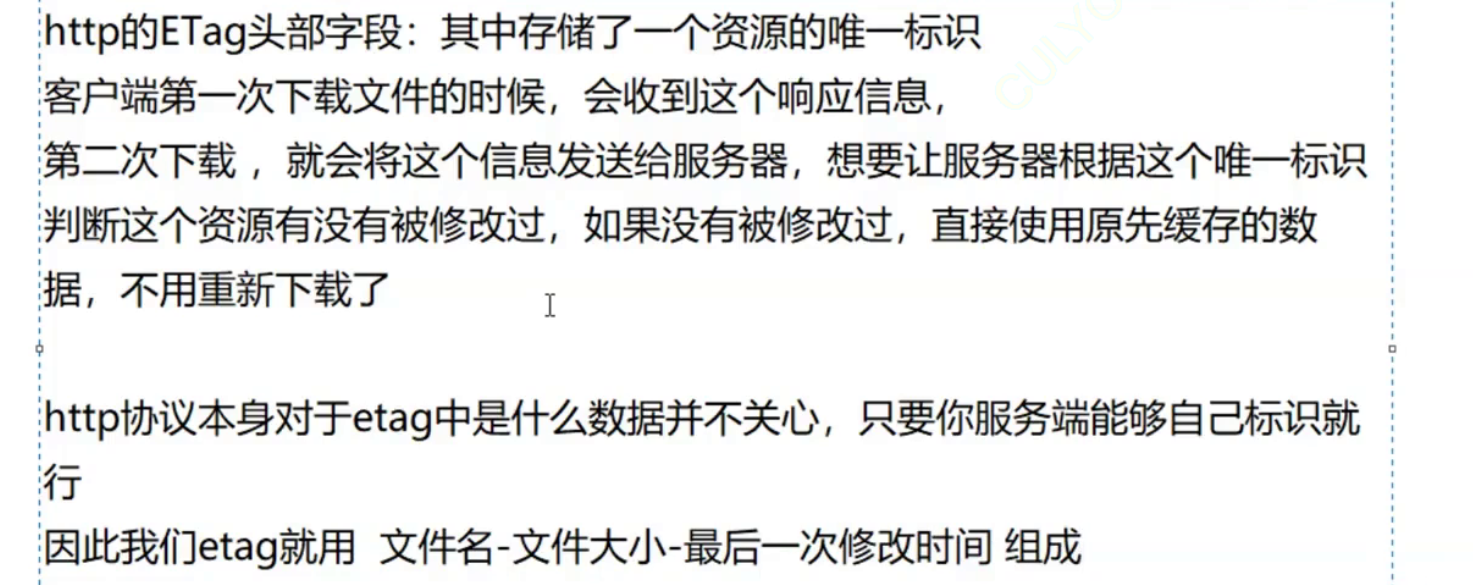 http的ETag头部字段：其中存储了一个资源的唯一标识
客户端第一次下载文件的时候，会收到这个响应信息，
第二次下载 ，就会将这个信息发送给服务器，想要让服务器根据这个唯一标识
判断这个资源有没有被修改过，如果没有被修改过，直接使用原先缓存的数
据，不用重新下载了
http协议本身对于etag中是什么数据并不关心，只要你服务端能够自己标识就
行
因此我们etag就用  文件名-文件大小-最后一次修改时间 组成